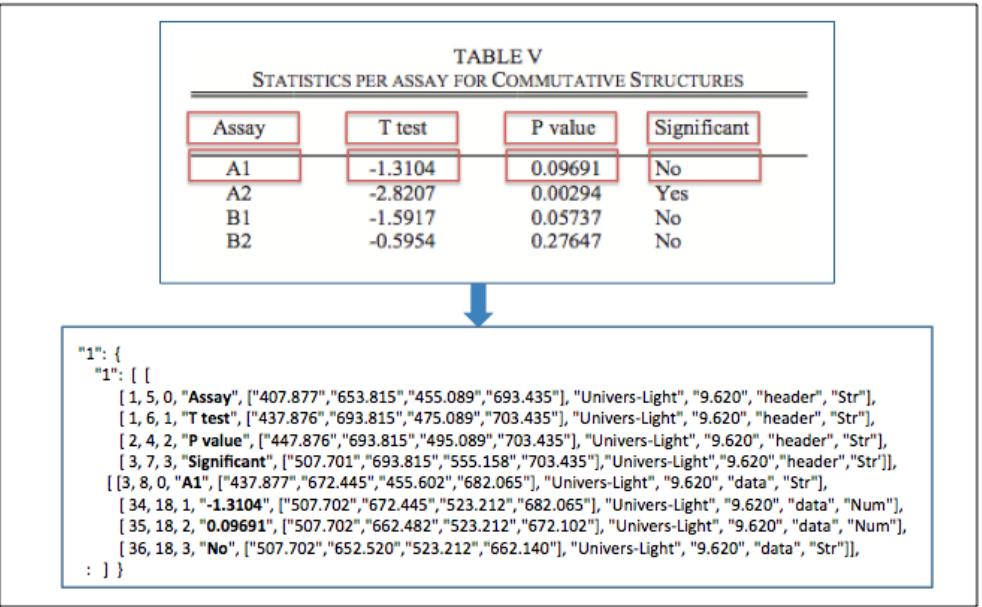 TABLE V
STATISTICS PER ASSAY FOR COMMUTATIVE STRUCTURES
Assay T test P value Significant
A1 -1.3104 0.09691 No
A2 -2.8207 0.00294 Yes
B1 -1.5917 0.05737 No
B2 -0.5954 0.27647 No
"1": {
"1": [ [
[ 1, 5, 0, "Assay", ["407.877","653.815","455.089","693.435"], "Univers-Light", "9.620", "header", "Str"],
[ 1, 6, 1, "T test", ["437.876","693.815","475.089","703.435"], "Univers-Light", "9.620", "header", "Str"],
[ 2, 4, 2, "P value", ["447.876","693.815","495.089","703.435"], "Univers-Light", "9.620", "header", "Str"],
[ 3, 7, 3, "Significant", ["507.701","693.815","555.158","703.435"],"Univers-Light","9.620","header","Str']],
[ [3, 8, 0, "A1", ["437.877","672.445","455.602","682.065"], "Univers-Light", "9.620", "data", "Str"],
[ 34, 18, 1, "-1.3104", ["507.702","672.445","523.212","682.065"], "Univers-Light", "9.620", "data", "Num"],
[ 35, 18, 2, "0.09691", ["507.702","662.482","523.212","672.102"], "Univers-Light", "9.620", "data", "Num"],
[ 36, 18, 3, "No", ["507.702","652.520","523.212","662.140"], "Univers-Light", "9.620", "data", "Str"]],
: ] }